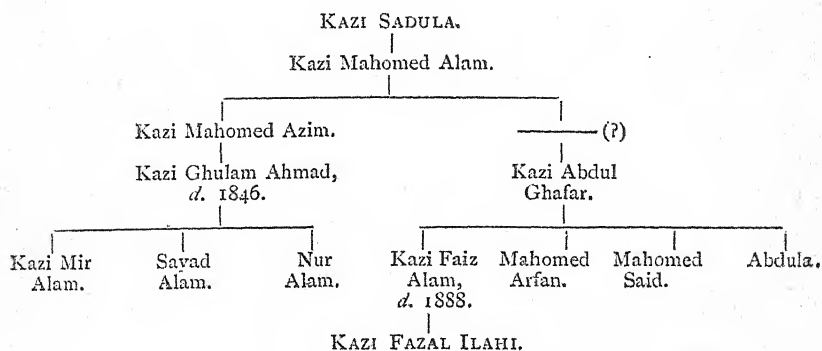 KAZI SADULA.
Kazi Mahomed Alam.
Kazi Mahomed Azim.
(?)
Kazi Ghulam Ahmad,
d. 1846.
Kazi Abdul
Ghafar.
Kazi Mir
Alam.
Sayad
Alam.
Nur
Alam.
Kazi Faiz
Alam,
d. 1888.
Mahomed
Arfan.
Mahomed
Said.
Abdula.
KAZI FAZAL ILAHI.